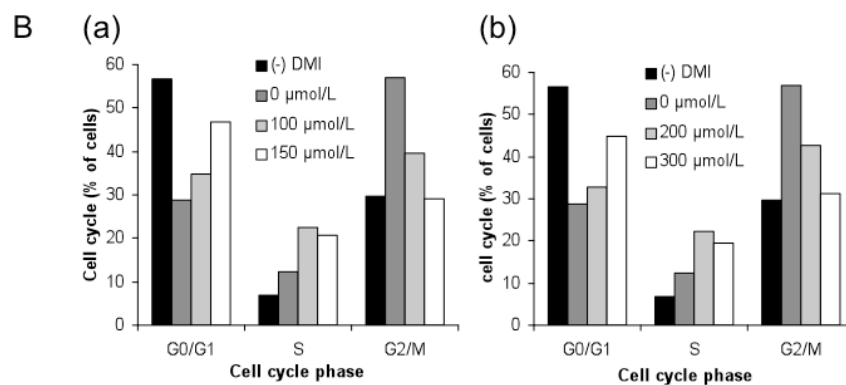 B (a) (b)
60
50
40
30
20
10
0
Cell cycle (% of cells)
(-) DMI
0 µmol/L
100 µmol/L
150 µmol/L
G0/G1 S G2/M
Cell cycle phase
60
50
40
30
20
10
0
cell cycle (% of cells)
(-) DMI
0 µmol/L
200 µmol/L
300 µmol/L
G0/G1 S G2/M
Cell cycle phase